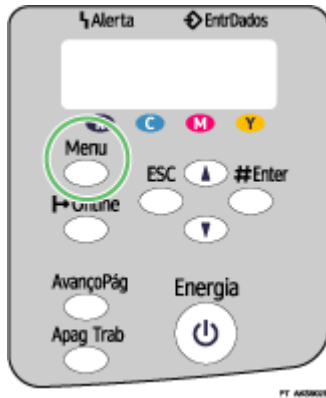 Alerta EntrDados
K C M Y
Menu
ESC #Enter
Online
AvançoPág Energia
Apag Trab